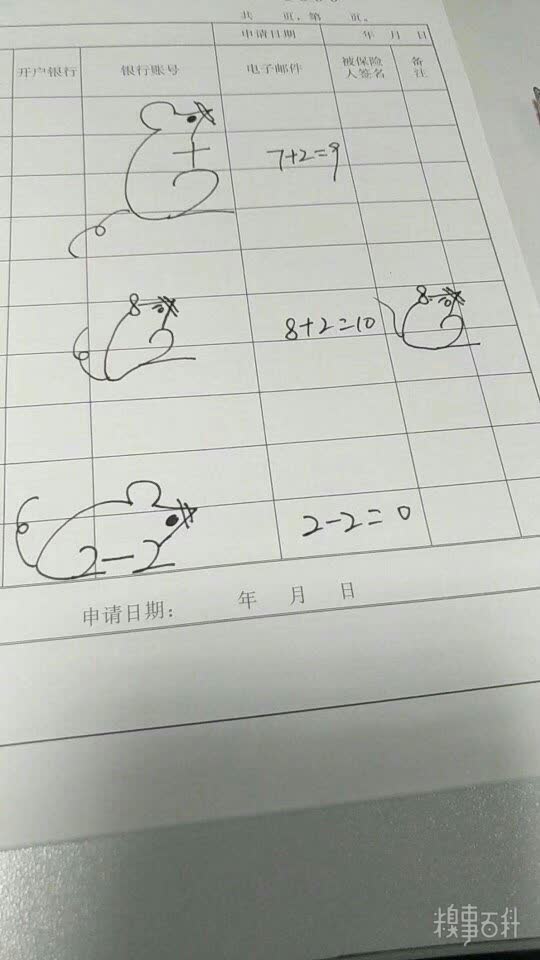 共 页，第 页。
申请日期 年 月 日
开户银行 银行账号 电子邮件 被保险人签名 备注
+ 2
7+2=9
8 2
8+2=10
8 2
2-2
2-2=0
申请日期： 年 月 日
糗事百科